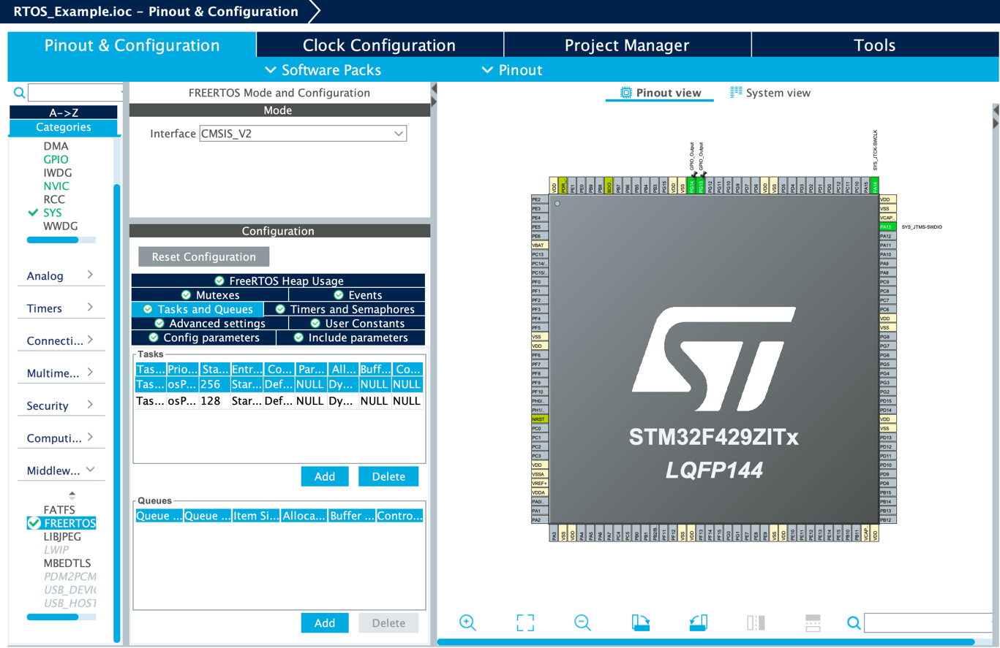 RTOS_Example.ioc – Pinout & Configuration
Pinout & Configuration
Clock Configuration
Project Manager
Tools
Software Packs
Pinout
A->Z
Categories
DMA
GPIO
IWDG
NVIC
RCC
SYS
WWDG
Analog
Timers
Connecti...
Multime...
Security
Computi...
Middlew...
FATFS
FREERTOS
LIBJPEG
LWIP
MBEDTLS
PDM2PCM
USB_DEVIC
USB_HOST
FREERTOS Mode and Configuration
Mode
Interface CMSIS_V2
Configuration
Reset Configuration
FreeRTOS Heap Usage
Mutexes
Events
Tasks and Queues
Timers and Semaphores
Advanced settings
User Constants
Config parameters
Include parameters
Tasks
Tas... Prio... Sta... Entr... Co... Par... All... Buff... Co...
Tas... osP... 256 Star... Def... NULL Dy... NULL NULL
Tas... osP... 128 Star... Def... NULL Dy... NULL NULL
Add
Delete
Queues
Queue ... Queue ... Item Si... Alloca... Buffer ... Contro...
Add
Delete
Pinout view
System view
GPIO_Output
GPIO_Output
SYS_JTCK-SWCLK
VDD PDR_.. PE1 PE0 PB9 PB8 BOO.. PB7 PB6 PB5 PB4 PB3 PG15 VDD VSS PG14 PG13 PG12 PG11 PG10 PG9 PD7 PD6 VDD VSS PD5 PD4 PD3 PD2 PD1 PD0 PC12 PC11 PC10 PA15 PA14
PE2
PE3
PE4
PE5
PE6
VBAT
PC13
PC14/..
PC15/..
PF0
PF1
PF2
PF3
PF4
PF5
VSS
VDD
PF6
PF7
PF8
PF9
PF10
PH0/..
PH1/..
NRST
PC0
PC1
PC2
PC3
VDD
VSSA
VREF+
VDDA
PA0/..
PA1
PA2
STM32F429ZITx
LQFP144
VDD
VSS
VCAP..
PA13 SYS_JTMS-SWDIO
PA12
PA11
PA10
PA9
PA8
PC9
PC8
PC7
PC6
VDD
VSS
PG8
PG7
PG6
PG5
PG4
PG3
PG2
PD15
PD14
VDD
VSS
PD13
PD12
PD11
PD10
PD9
PD8
PB15
PB14
PB13
PB12
PA3 VSS VDD PA4 PA5 PA6 PA7 PC4 PC5 PB0 PB1 PB2/B.. PF11 PF12 VSS VDD PF13 PF14 PF15 PG0 PG1 PE7 PE8 PE9 VSS VDD PE10 PE11 PE12 PE13 PE14 PE15 PB10 PB11 VCAP.. VDD